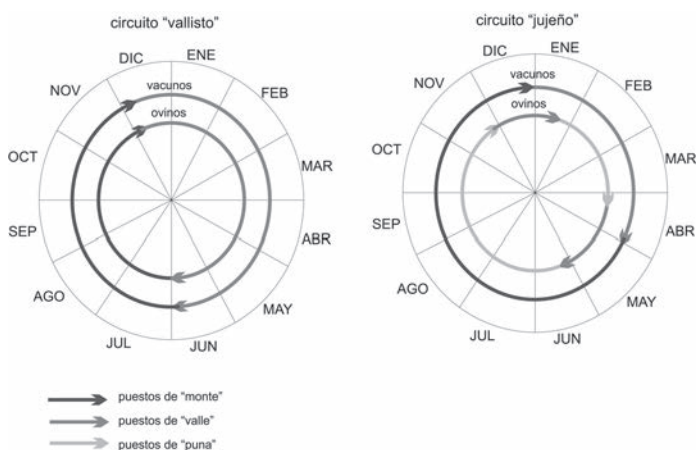 circuito “vallisto”
DIC
ENE
NOV
FEB
OCT
MAR
SEP
ABR
AGO
MAY
JUL
JUN
vacunos
ovinos
circuito “jujeño”
DIC
ENE
NOV
FEB
OCT
MAR
SEP
ABR
AGO
MAY
JUL
JUN
vacunos
ovinos
puestos de “monte”
puestos de “valle”
puestos de “puna”